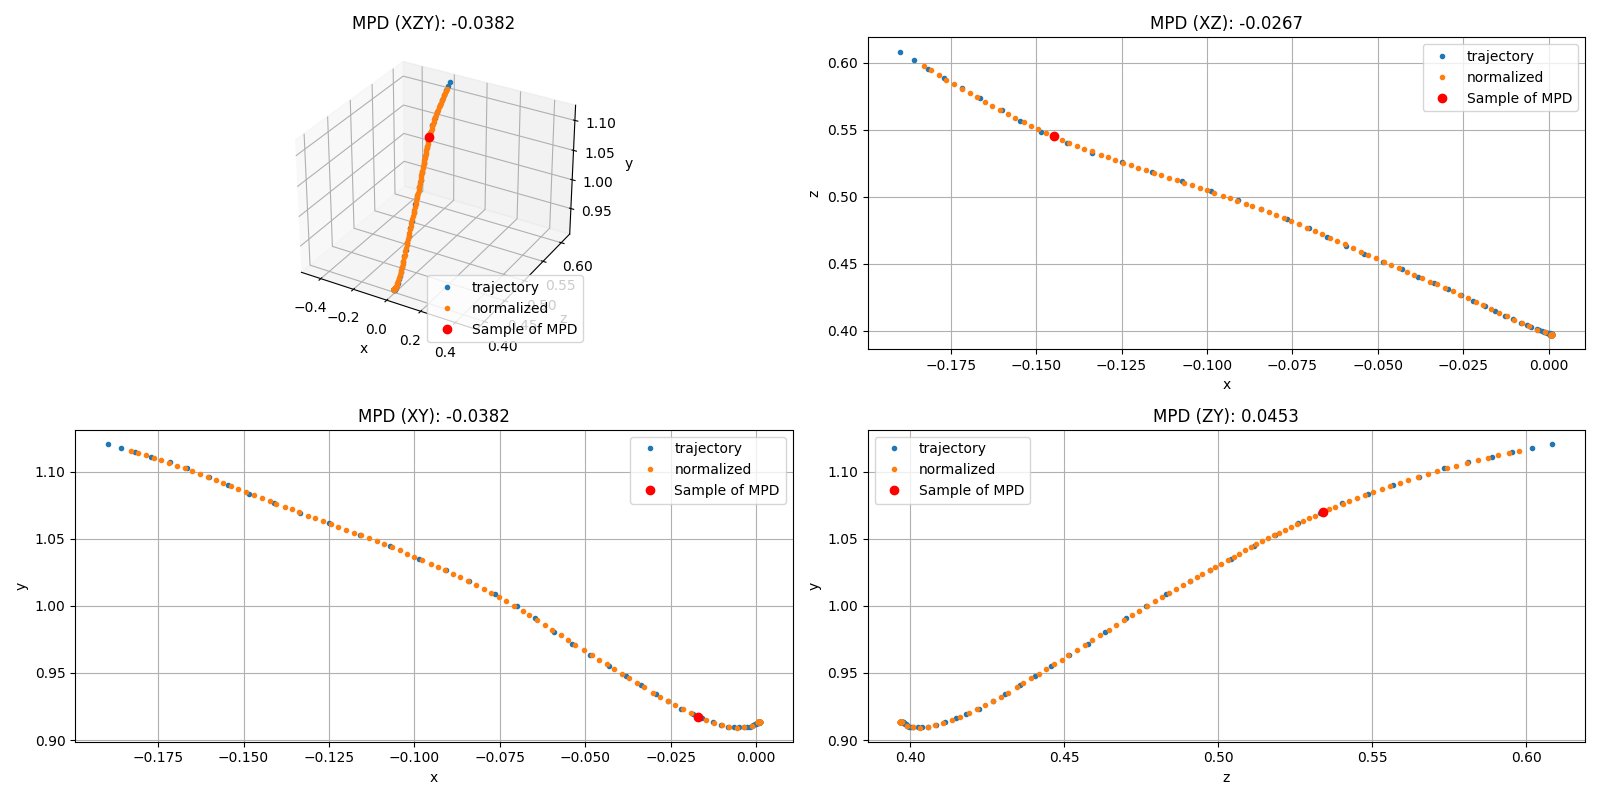 MPD (XZY): -0.0382
1.10
1.05
1.00
0.95
y
0.60
0.55
0.50
0.45
0.40
z
−0.4
−0.2
0.0
0.2
0.4
x
trajectory
normalized
Sample of MPD
MPD (XZ): -0.0267
0.60
0.55
0.50
0.45
0.40
z
−0.175
−0.150
−0.125
−0.100
−0.075
−0.050
−0.025
0.000
x
trajectory
normalized
Sample of MPD
MPD (XY): -0.0382
1.10
1.05
1.00
0.95
0.90
y
−0.175
−0.150
−0.125
−0.100
−0.075
−0.050
−0.025
0.000
x
trajectory
normalized
Sample of MPD
MPD (ZY): 0.0453
1.10
1.05
1.00
0.95
0.90
y
0.40
0.45
0.50
0.55
0.60
z
trajectory
normalized
Sample of MPD